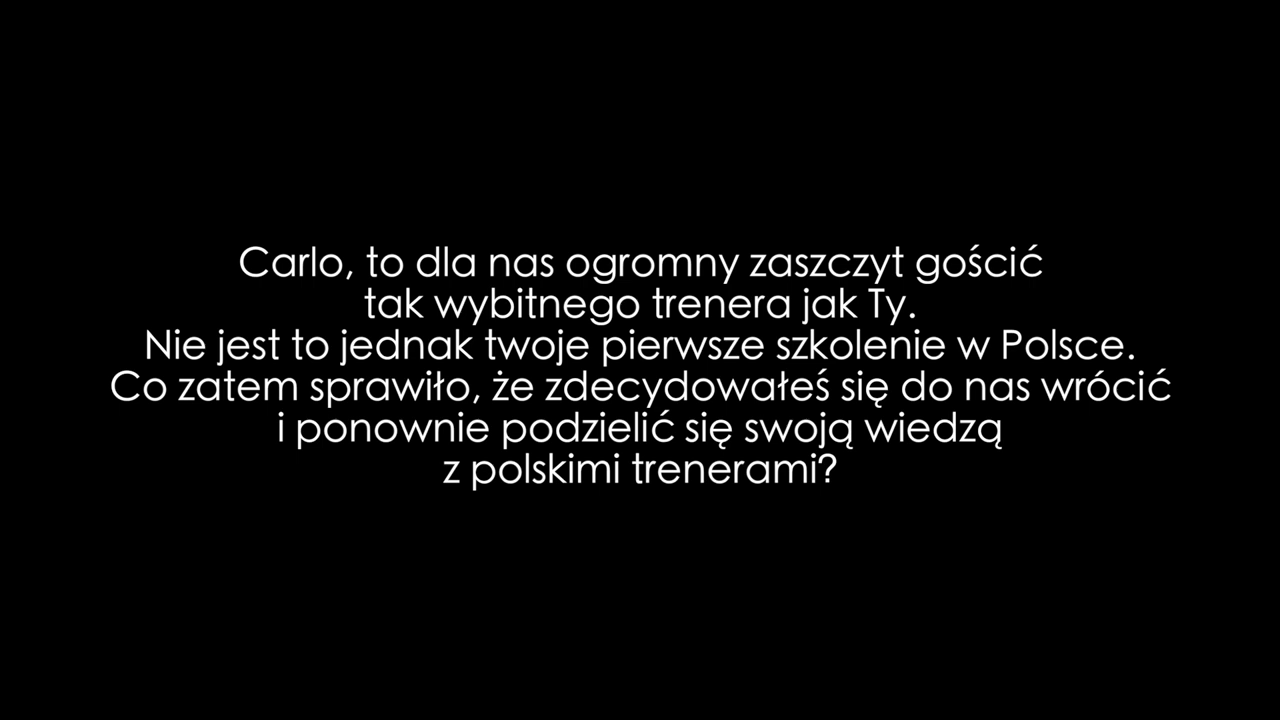 Carlo, to dla nas ogromny zaszczyt gościć
tak wybitnego trenera jak Ty.
Nie jest to jednak twoje pierwsze szkolenie w Polsce.
Co zatem sprawiło, że zdecydowałeś się do nas wrócić
i ponownie podzielić się swoją wiedzą
z polskimi trenerami?